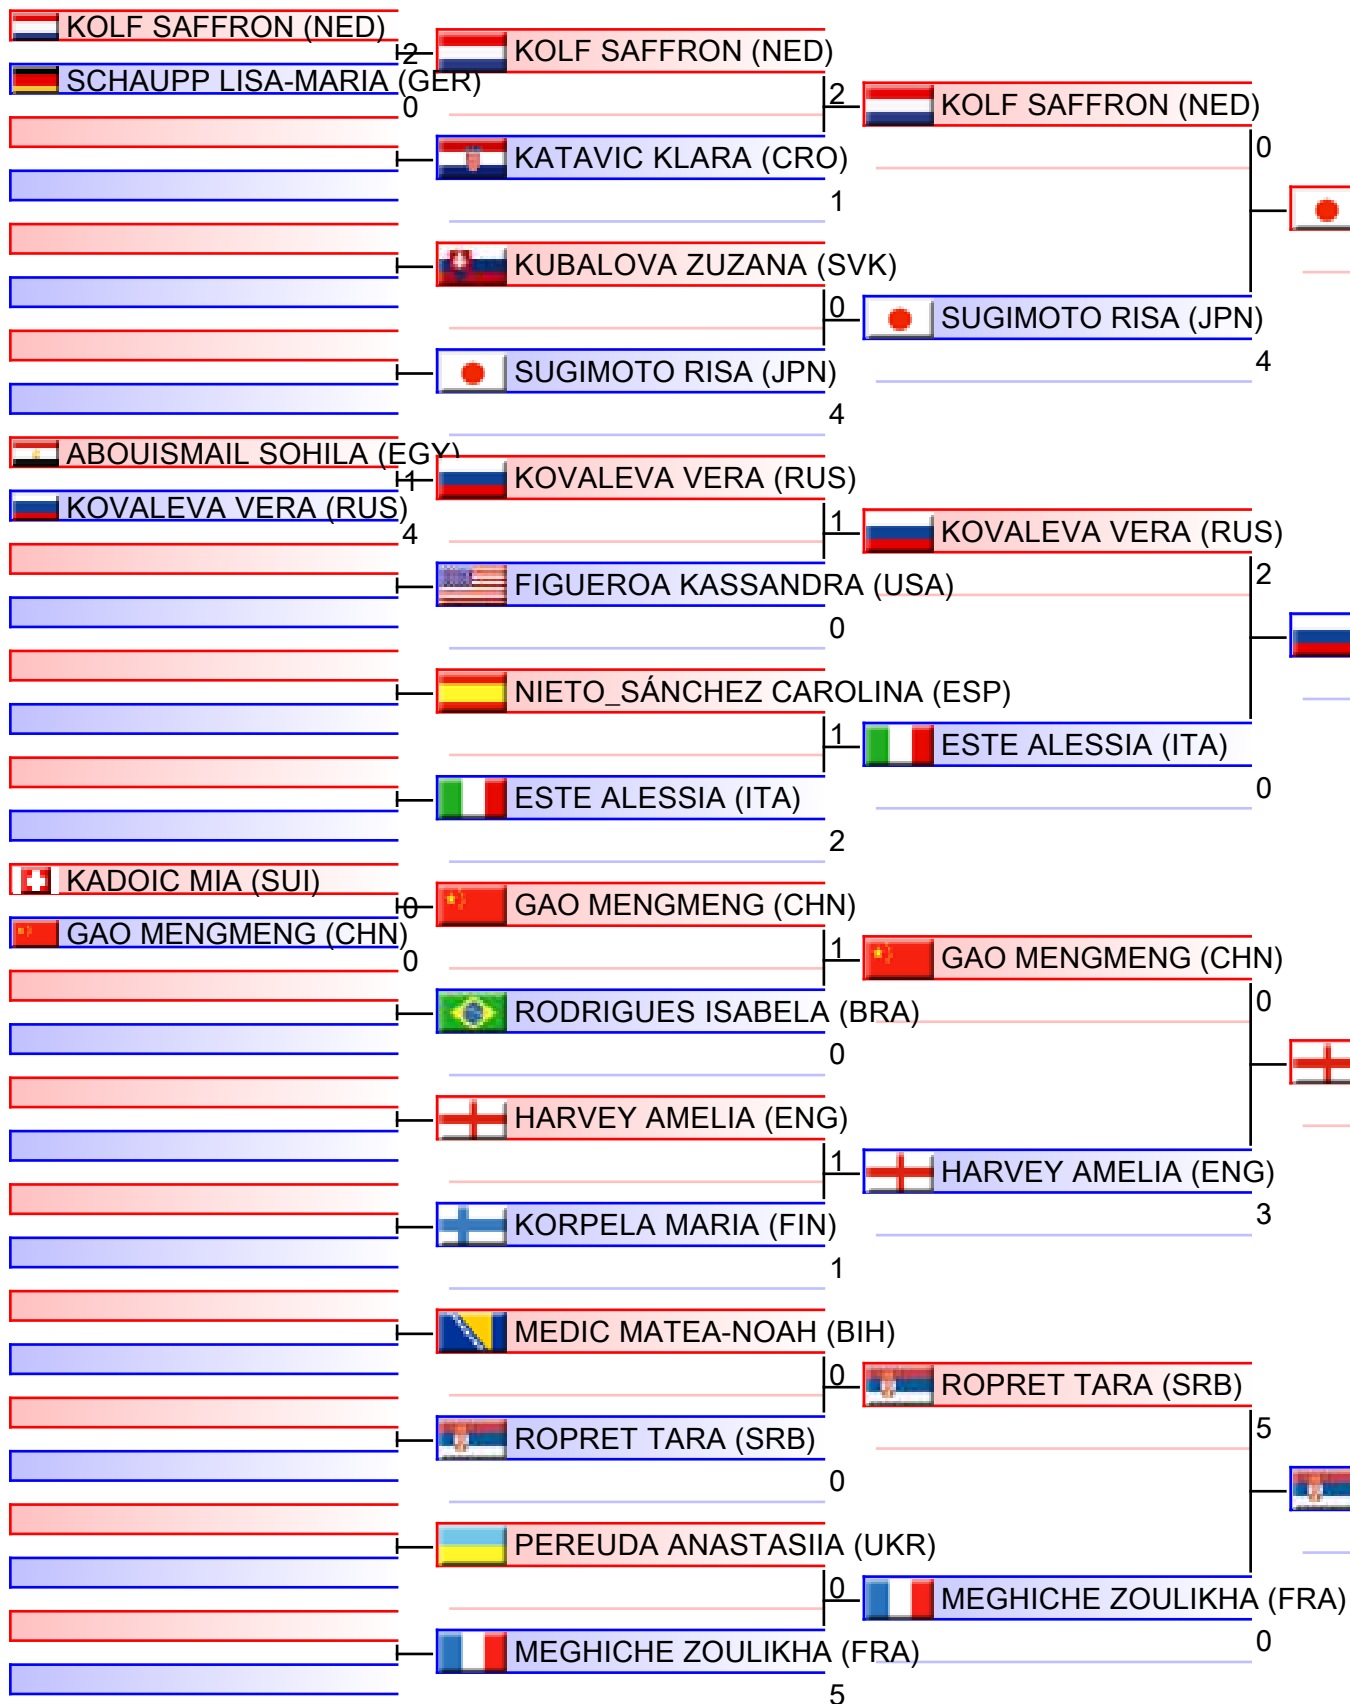 KOLF SAFFRON (NED)
2
SCHAUPP LISA-MARIA (GER)
0
ABOUISMAIL SOHILA (EGY)
1
KOVALEVA VERA (RUS)
4
KADOIC MIA (SUI)
0
GAO MENGMENG (CHN)
0
KOLF SAFFRON (NED)
2
KATAVIC KLARA (CRO)
1
KUBALOVA ZUZANA (SVK)
0
SUGIMOTO RISA (JPN)
4
KOVALEVA VERA (RUS)
1
FIGUEROA KASSANDRA (USA)
0
NIETO_SÁNCHEZ CAROLINA (ESP)
1
ESTE ALESSIA (ITA)
2
GAO MENGMENG (CHN)
1
RODRIGUES ISABELA (BRA)
0
HARVEY AMELIA (ENG)
1
KORPELA MARIA (FIN)
1
MEDIC MATEA-NOAH (BIH)
0
ROPRET TARA (SRB)
0
PEREUDA ANASTASIIA (UKR)
0
MEGHICHE ZOULIKHA (FRA)
5
KOLF SAFFRON (NED)
0
SUGIMOTO RISA (JPN)
4
KOVALEVA VERA (RUS)
2
ESTE ALESSIA (ITA)
0
GAO MENGMENG (CHN)
0
HARVEY AMELIA (ENG)
3
ROPRET TARA (SRB)
5
MEGHICHE ZOULIKHA (FRA)
0